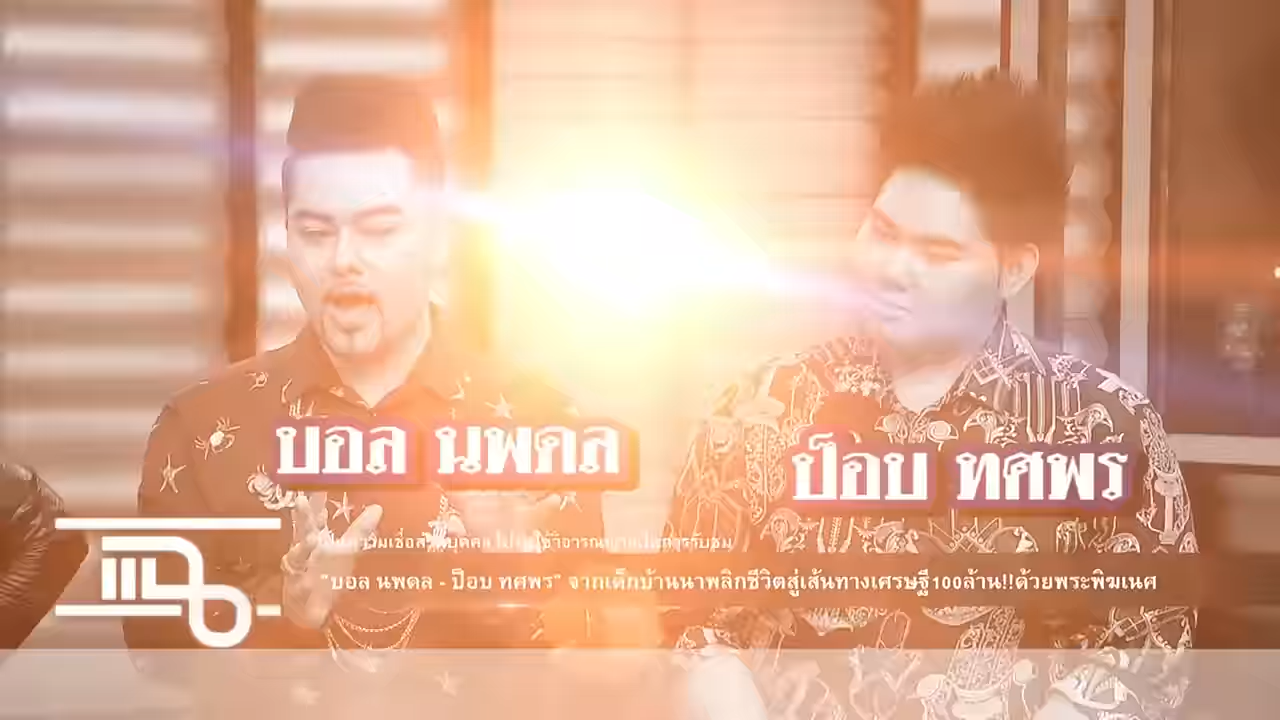 บอล นพดล
ป็อบ ทศพร
"บอล นพดล - ป๊อบ ทศพร" จากเด็กบ้านนาพลิกชีวิตสู่เส้นทางเศรษฐี100ล้าน!!ด้วยพระพิฆเนศ